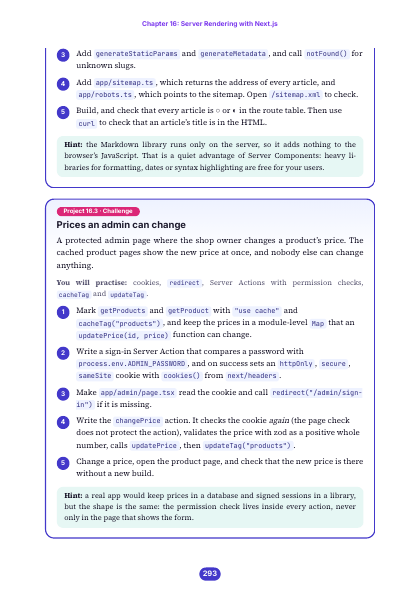 Chapter 16: Server Rendering with Next.js
3 Add generateStaticParams and generateMetadata, and call notFound() for
unknown slugs.
4 Add app/sitemap.ts, which returns the address of every article, and
app/robots.ts, which points to the sitemap. Open /sitemap.xml to check.
5 Build, and check that every article is ○ or ◐ in the route table. Then use
curl to check that an article's title is in the HTML.
Hint: the Markdown library runs only on the server, so it adds nothing to the
browser's JavaScript. That is a quiet advantage of Server Components: heavy li-
braries for formatting, dates or syntax highlighting are free for your users.
Project 16.3 · Challenge
Prices an admin can change
A protected admin page where the shop owner changes a product's price. The
cached product pages show the new price at once, and nobody else can change
anything.
You will practise: cookies, redirect, Server Actions with permission checks,
cacheTag and updateTag.
1 Mark getProducts and getProduct with "use cache" and
cacheTag("products"), and keep the prices in a module-level Map that an
updatePrice(id, price) function can change.
2 Write a sign-in Server Action that compares a password with
process.env.ADMIN_PASSWORD, and on success sets an httpOnly, secure,
sameSite cookie with cookies() from next/headers.
3 Make app/admin/page.tsx read the cookie and call redirect("/admin/sign-
in") if it is missing.
4 Write the changePrice action. It checks the cookie again (the page check
does not protect the action), validates the price with zod as a positive whole
number, calls updatePrice, then updateTag("products").
5 Change a price, open the product page, and check that the new price is there
without a new build.
Hint: a real app would keep prices in a database and signed sessions in a library,
but the shape is the same: the permission check lives inside every action, never
only in the page that shows the form.
293